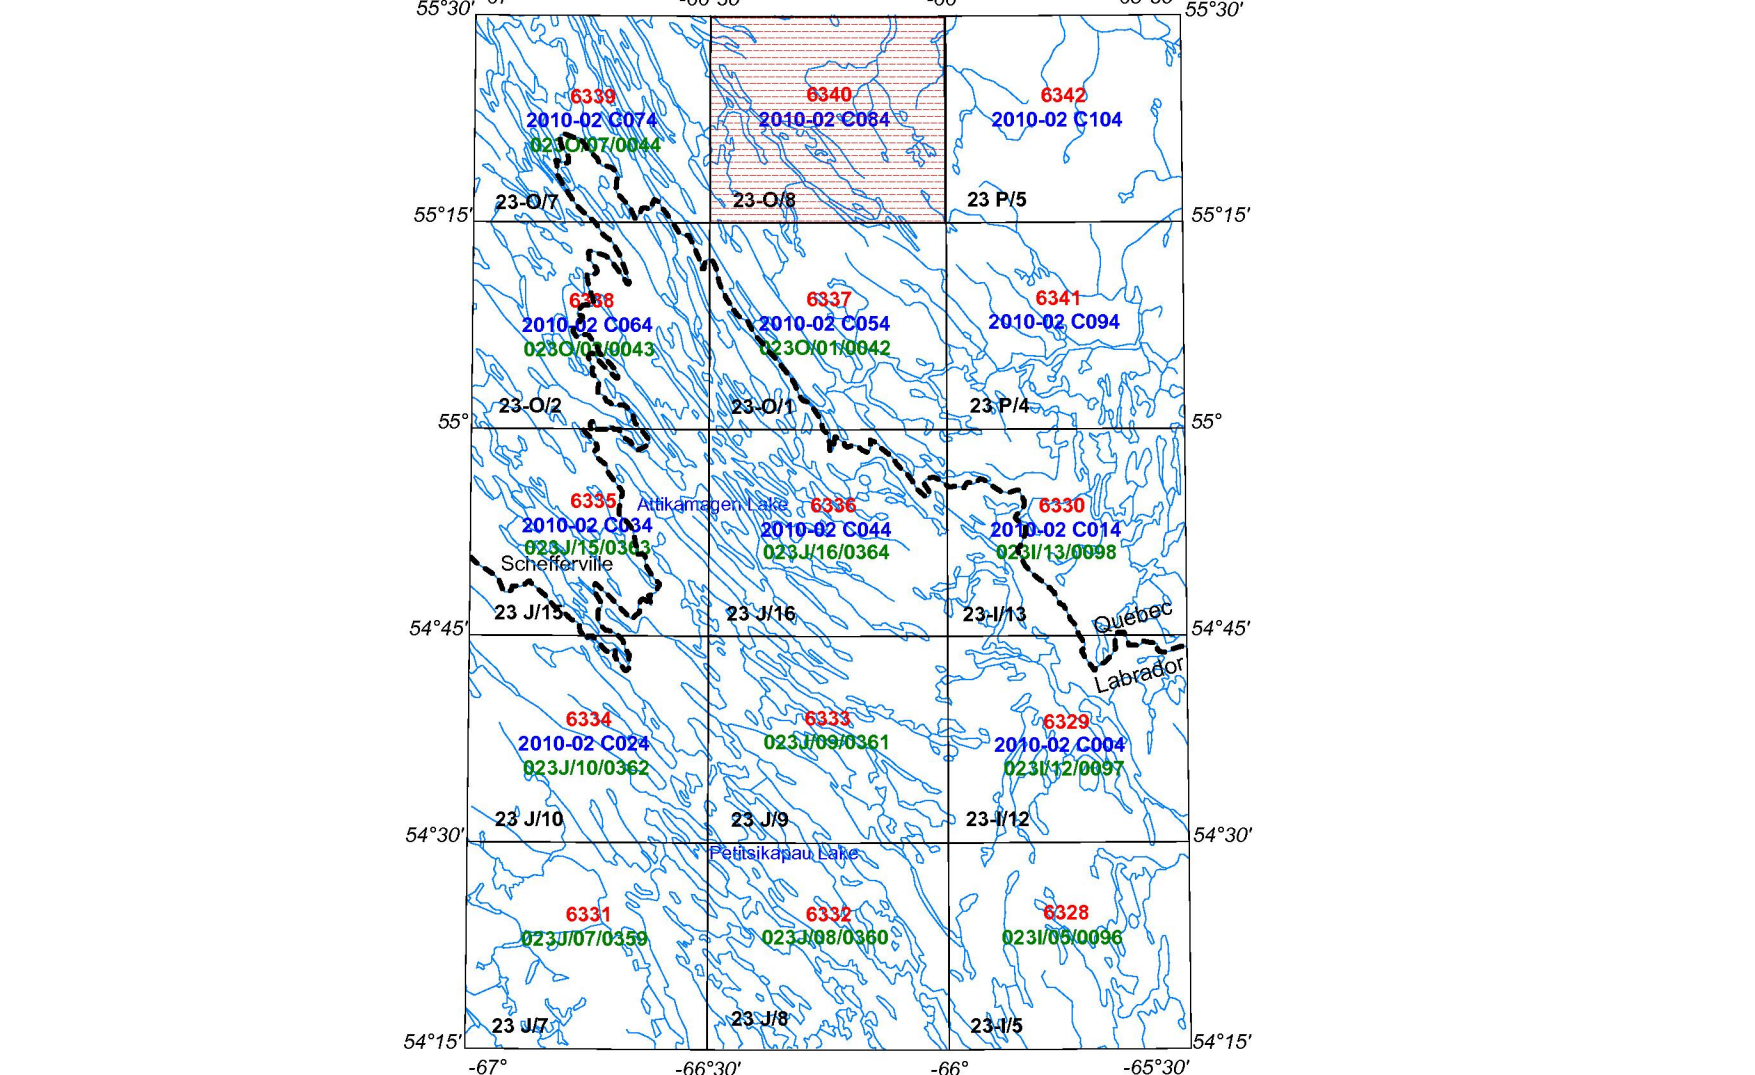 55°30'
55°30'
6339
2010-02 C074
023O/07/0044
23-O/7
6340
2010-02 C084
23-O/8
6342
2010-02 C104
23 P/5
55°15'
55°15'
6338
2010-02 C064
0043
23-O/2
6337
2010-02 C054
023O/01/0042
23-O/1
6341
2010-02 C094
23 P/4
55°
55°
6335
2010-02 C034
023J/15/0363
Schefferville
23 J/15
Attikamagen Lake
6336
2010-02 C044
023J/16/0364
23 J/16
6330
2010-02 C014
023I/13/0098
23-I/13
Quebec
Labrador
54°45'
54°45'
6334
2010-02 C024
023J/10/0362
23 J/10
6333
023J/09/0361
23 J/9
6329
2010-02 C004
023I/12/0097
23-I/12
54°30'
54°30'
Petitsikapau Lake
6331
023J/07/0359
23 J/7
6332
023J/08/0360
23 J/8
6328
023I/05/0096
23-I/5
54°15'
54°15'
-67°
-66°30'
-66°
-65°30'